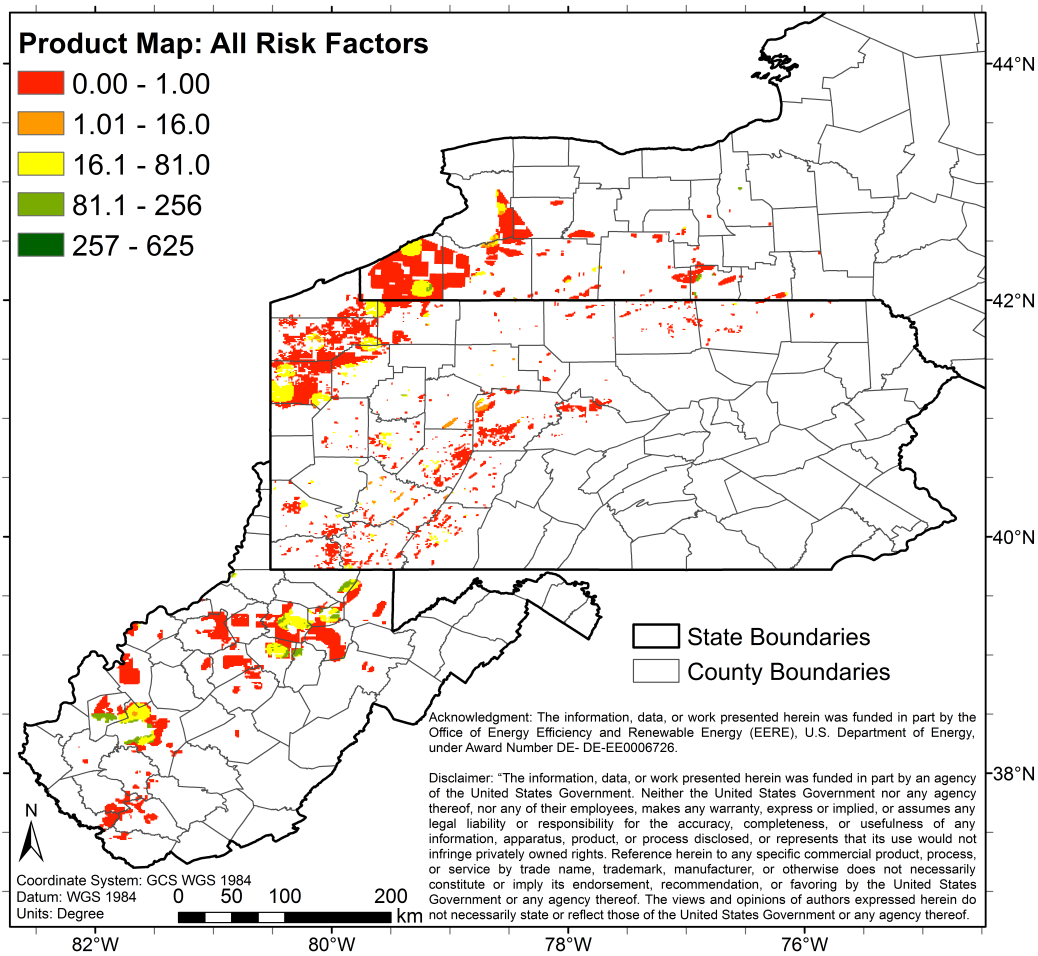 Product Map: All Risk Factors
0.00 - 1.00
1.01 - 16.0
16.1 - 81.0
81.1 - 256
257 - 625
44°N
42°N
40°N
38°N
State Boundaries
County Boundaries
Acknowledgment: The information, data, or work presented herein was funded in part by the
Office of Energy Efficiency and Renewable Energy (EERE), U.S. Department of Energy,
under Award Number DE- DE-EE0006726.
Disclaimer: “The information, data, or work presented herein was funded in part by an agency
of the United States Government. Neither the United States Government nor any agency
thereof, nor any of their employees, makes any warranty, express or implied, or assumes any
legal liability or responsibility for the accuracy, completeness, or usefulness of any
information, apparatus, product, or process disclosed, or represents that its use would not
infringe privately owned rights. Reference herein to any specific commercial product, process,
or service by trade name, trademark, manufacturer, or otherwise does not necessarily
constitute or imply its endorsement, recommendation, or favoring by the United States
Government or any agency thereof. The views and opinions of authors expressed herein do
not necessarily state or reflect those of the United States Government or any agency thereof.
N
Coordinate System: GCS WGS 1984
Datum: WGS 1984
Units: Degree
0 50 100 200
km
82°W 80°W 78°W 76°W